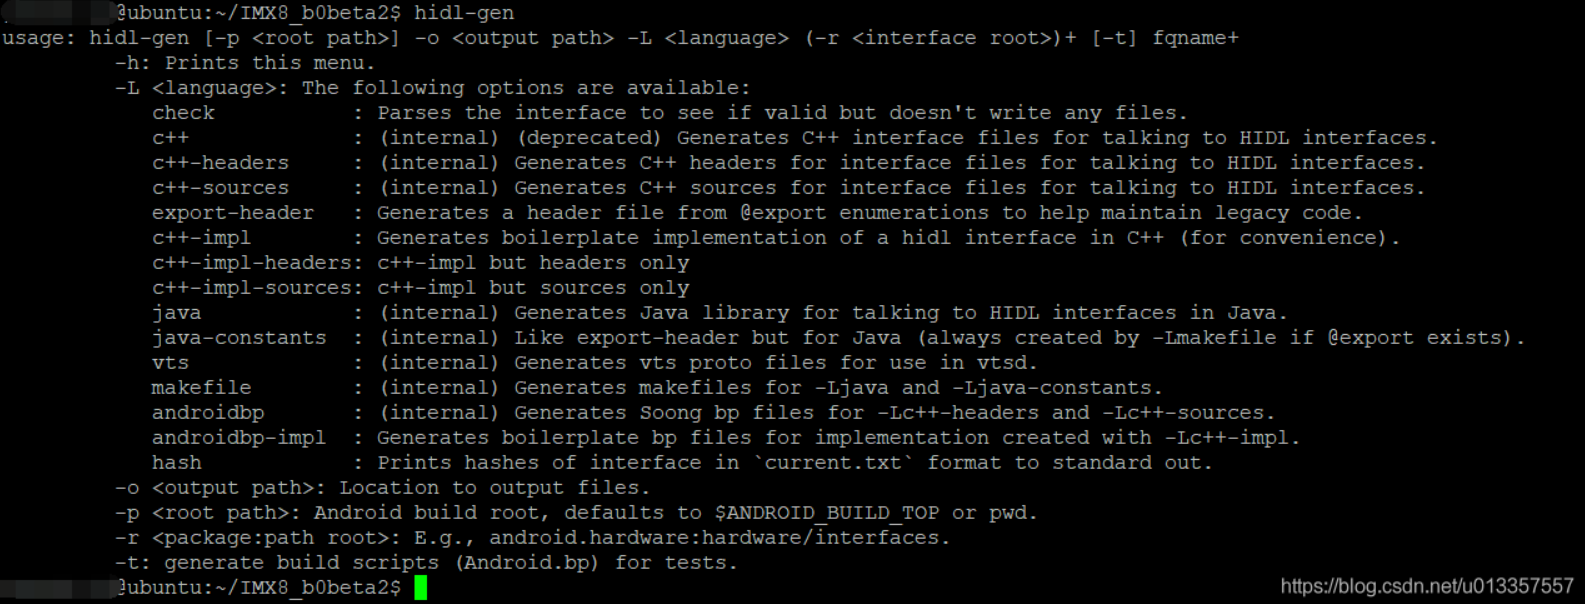 @ubuntu:~/IMX8_b0beta2$ hidl-gen
usage: hidl-gen [-p <root path>] -o <output path> -L <language> (-r <interface root>)+ [-t] fqname+
         -h: Prints this menu.
         -L <language>: The following options are available:
            check           : Parses the interface to see if valid but doesn't write any files.
            c++             : (internal) (deprecated) Generates C++ interface files for talking to HIDL interfaces.
            c++-headers     : (internal) Generates C++ headers for interface files for talking to HIDL interfaces.
            c++-sources     : (internal) Generates C++ sources for interface files for talking to HIDL interfaces.
            export-header   : Generates a header file from @export enumerations to help maintain legacy code.
            c++-impl        : Generates boilerplate implementation of a hidl interface in C++ (for convenience).
            c++-impl-headers: c++-impl but headers only
            c++-impl-sources: c++-impl but sources only
            java            : (internal) Generates Java library for talking to HIDL interfaces in Java.
            java-constants  : (internal) Like export-header but for Java (always created by -Lmakefile if @export exists).
            vts             : (internal) Generates vts proto files for use in vtsd.
            makefile        : (internal) Generates makefiles for -Ljava and -Ljava-constants.
            androidbp       : (internal) Generates Soong bp files for -Lc++-headers and -Lc++-sources.
            androidbp-impl  : Generates boilerplate bp files for implementation created with -Lc++-impl.
            hash            : Prints hashes of interface in `current.txt` format to standard out.
         -o <output path>: Location to output files.
         -p <root path>: Android build root, defaults to $ANDROID_BUILD_TOP or pwd.
         -r <package:path root>: E.g., android.hardware:hardware/interfaces.
         -t: generate build scripts (Android.bp) for tests.
@ubuntu:~/IMX8_b0beta2$
https://blog.csdn.net/u013357557